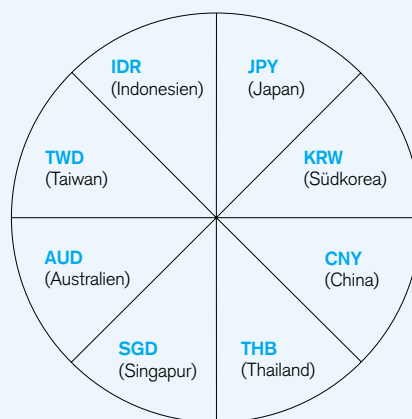 IDR
(Indonesien)
JPY
(Japan)
TWD
(Taiwan)
KRW
(Südkorea)
AUD
(Australien)
CNY
(China)
SGD
(Singapur)
THB
(Thailand)